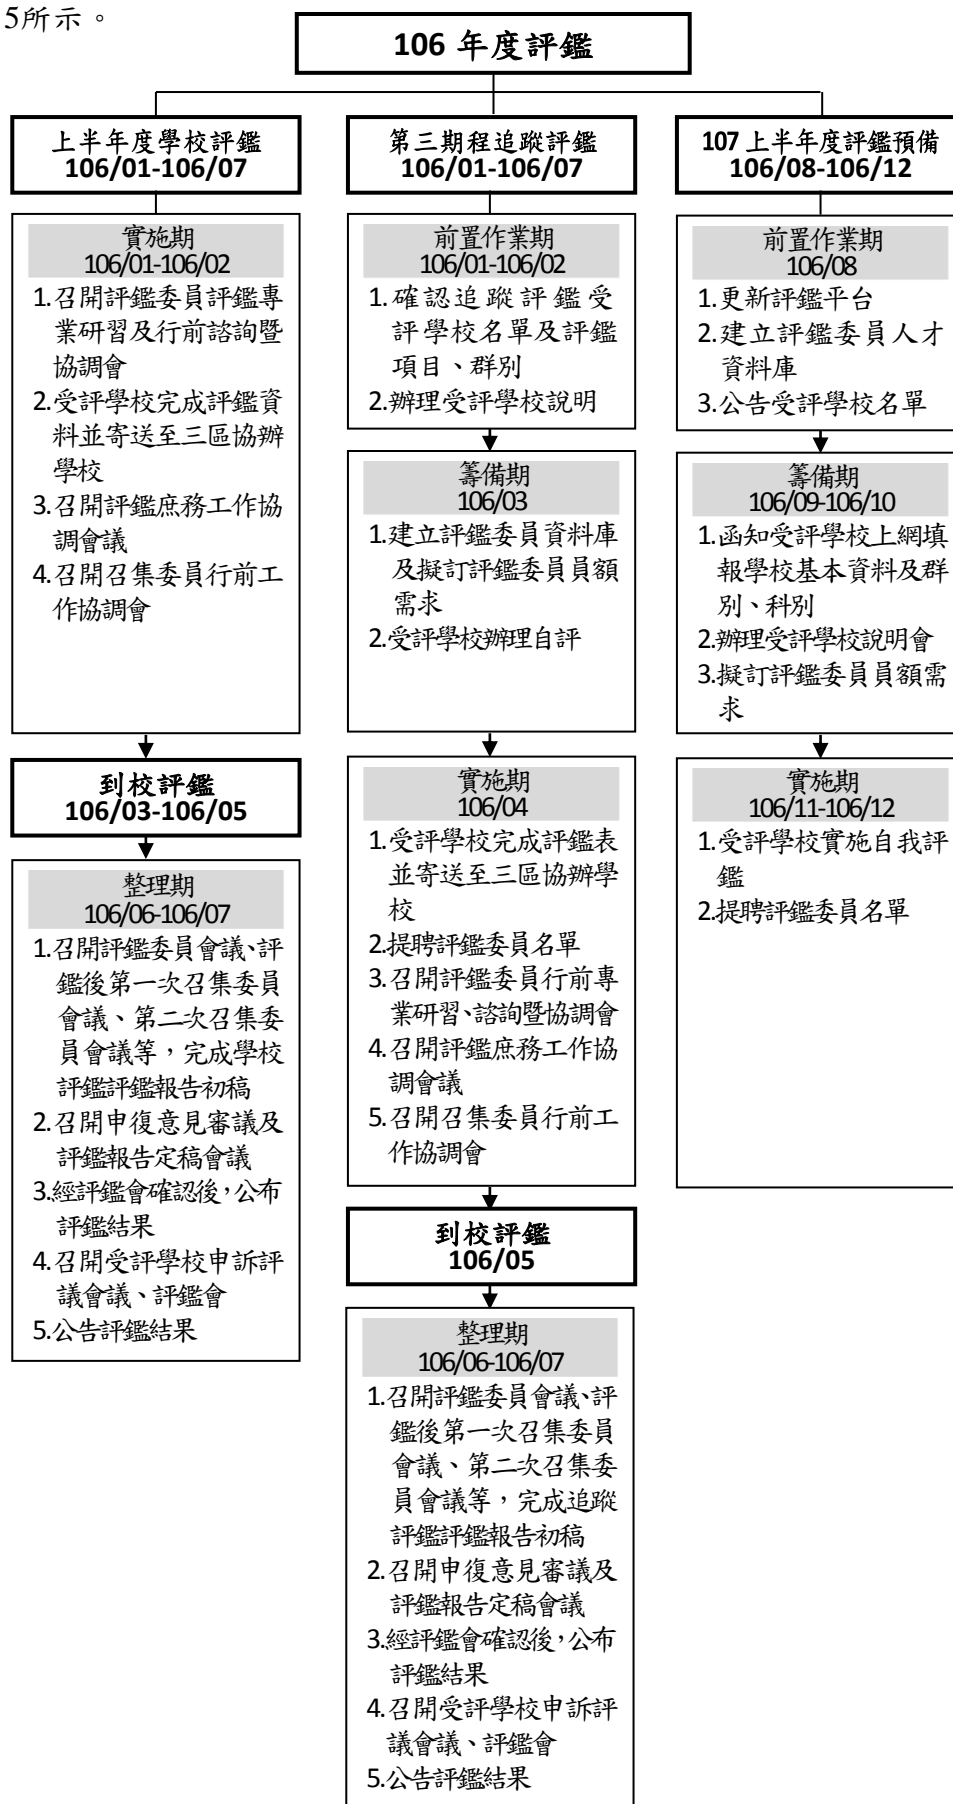 5所示。
106 年度評鑑
上半年度學校評鑑
106/01-106/07
實施期
106/01-106/02
1.召開評鑑委員評鑑專
業研習及行前諮詢暨
協調會
2.受評學校完成評鑑資
料並寄送至三區協辦
學校
3.召開評鑑庶務工作協
調會議
4.召開召集委員行前工
作協調會
到校評鑑
106/03-106/05
整理期
106/06-106/07
1.召開評鑑委員會議、評
鑑後第一次召集委員
會議、第二次召集委
員會議等，完成學校
評鑑評鑑報告初稿
2.召開申復意見審議及
評鑑報告定稿會議
3.經評鑑會確認後，公布
評鑑結果
4.召開受評學校申訴評
議會議、評鑑會
5.公告評鑑結果
第三期程追蹤評鑑
106/01-106/07
前置作業期
106/01-106/02
1.確認追蹤評鑑受
評學校名單及評鑑
項目、群別
2.辦理受評學校說明
籌備期
106/03
1.建立評鑑委員資料庫
及擬訂評鑑委員員額
需求
2.受評學校辦理自評
實施期
106/04
1.受評學校完成評鑑表
並寄送至三區協辦學
校
2.提聘評鑑委員名單
3.召開評鑑委員行前專
業研習、諮詢暨協調會
4.召開評鑑庶務工作協
調會議
5.召開召集委員行前工
作協調會
到校評鑑
106/05
整理期
106/06-106/07
1.召開評鑑委員會議、評
鑑後第一次召集委員
會議、第二次召集委
員會議等，完成追蹤
評鑑評鑑報告初稿
2.召開申復意見審議及
評鑑報告定稿會議
3.經評鑑會確認後，公布
評鑑結果
4.召開受評學校申訴評
議會議、評鑑會
5.公告評鑑結果
107 上半年度評鑑預備
106/08-106/12
前置作業期
106/08
1.更新評鑑平台
2.建立評鑑委員人才
資料庫
3.公告受評學校名單
籌備期
106/09-106/10
1.函知受評學校上網填
報學校基本資料及群
別、科別
2.辦理受評學校說明會
3.擬訂評鑑委員員額需
求
實施期
106/11-106/12
1.受評學校實施自我評
鑑
2.提聘評鑑委員名單